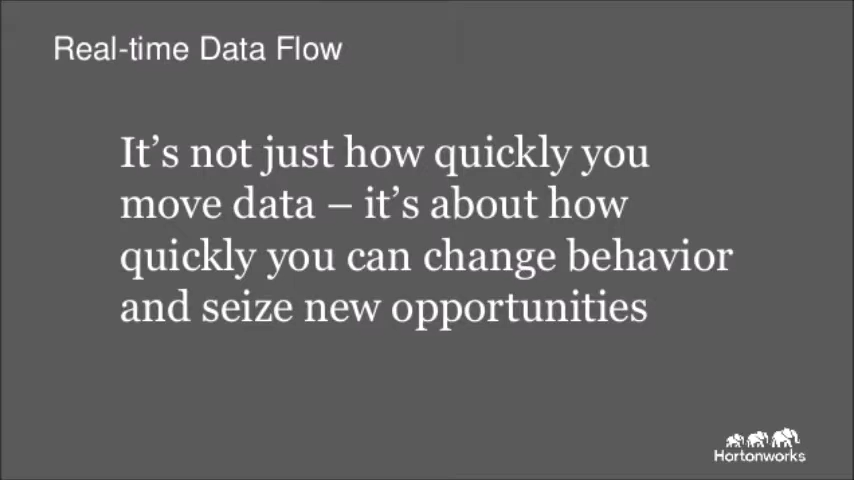 Real-time Data Flow
It’s not just how quickly you
move data – it’s about how
quickly you can change behavior
and seize new opportunities
Hortonworks